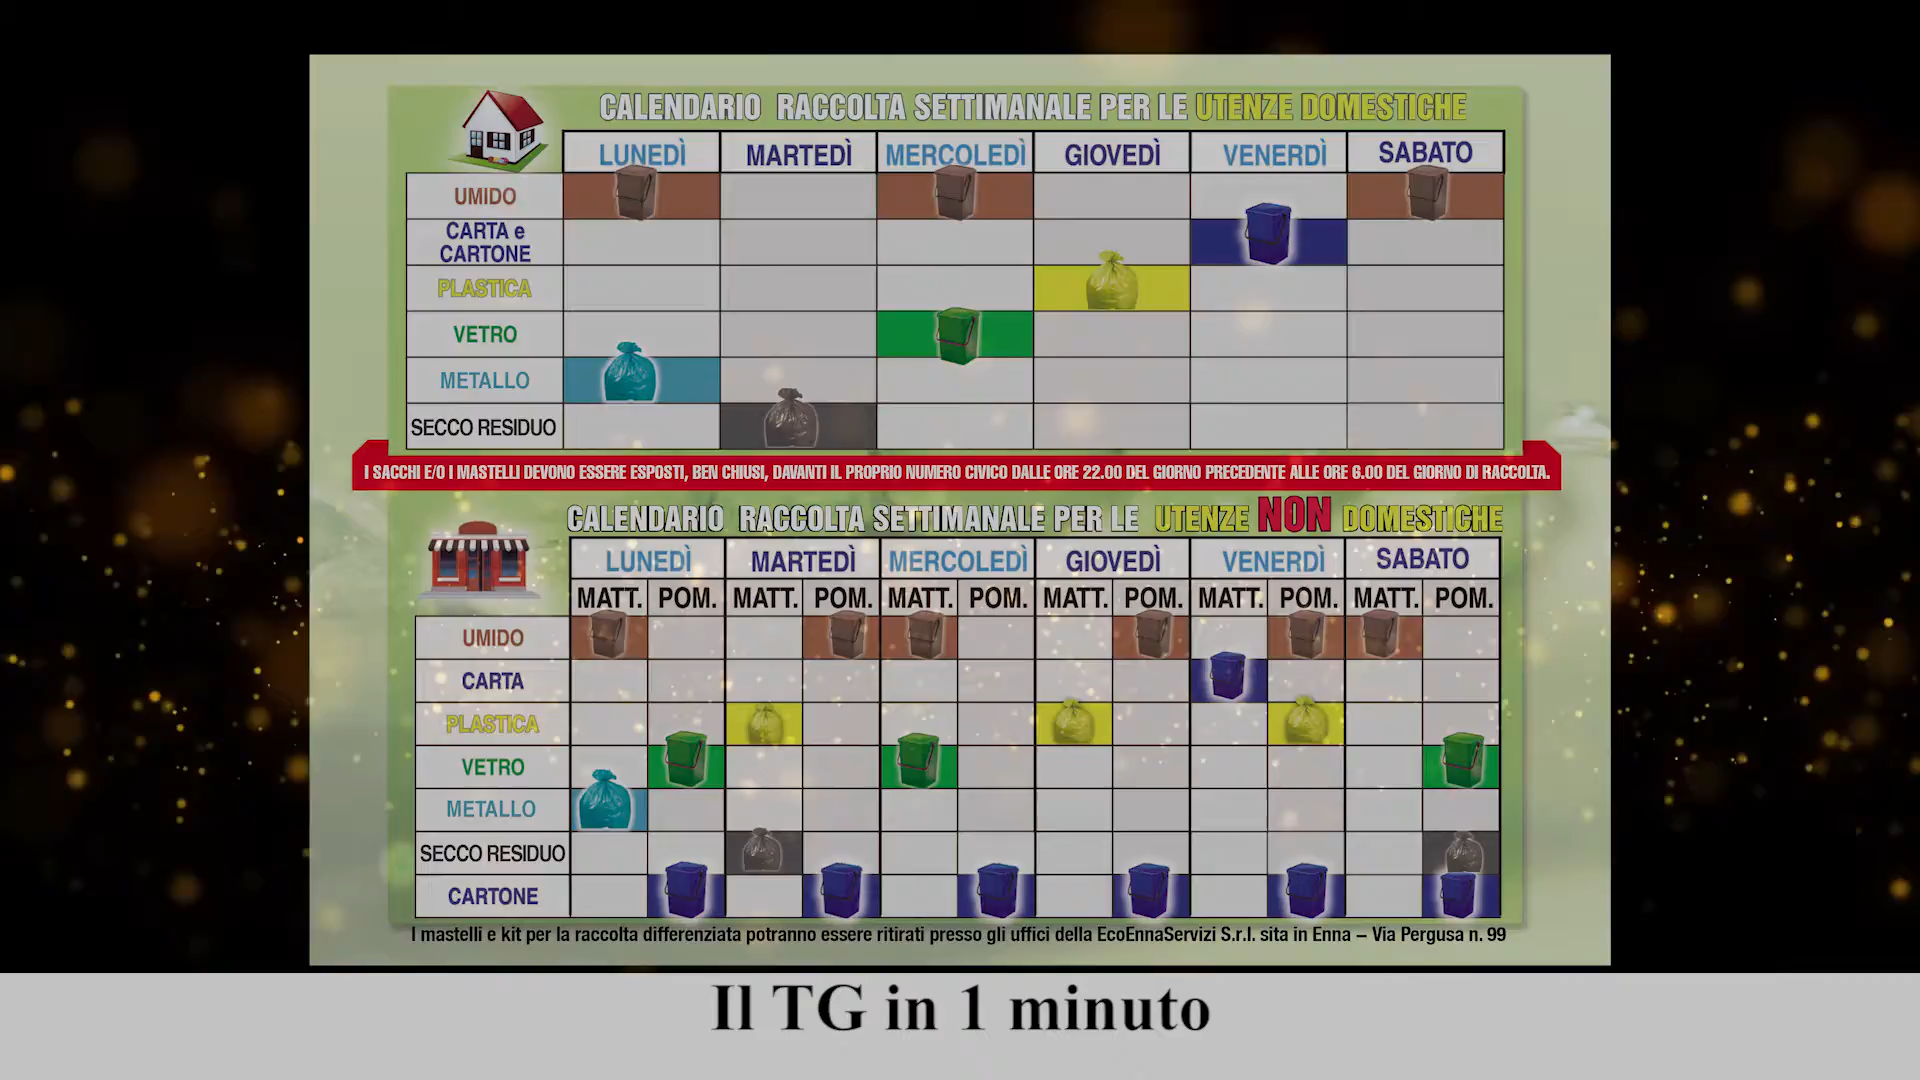 CALENDARIO RACCOLTA SETTIMANALE PER LE UTENZE DOMESTICHE
LUNEDÌ MARTEDÌ MERCOLEDÌ GIOVEDÌ VENERDÌ SABATO
UMIDO
CARTA e
CARTONE
PLASTICA
VETRO
METALLO
SECCO RESIDUO
I SACCHI E/O I MASTELLI DEVONO ESSERE ESPOSTI, BEN CHIUSI, DAVANTI IL PROPRIO NUMERO CIVICO DALLE ORE 22.00 DEL GIORNO PRECEDENTE ALLE ORE 6.00 DEL GIORNO DI RACCOLTA.
CALENDARIO RACCOLTA SETTIMANALE PER LE UTENZE NON DOMESTICHE
LUNEDÌ MARTEDÌ MERCOLEDÌ GIOVEDÌ VENERDÌ SABATO
MATT. POM. MATT. POM. MATT. POM. MATT. POM. MATT. POM. MATT. POM.
UMIDO
CARTA
PLASTICA
VETRO
METALLO
SECCO RESIDUO
CARTONE
I mastelli e kit per la raccolta differenziata potranno essere ritirati presso gli uffici della EcoEnnaServizi S.r.l. sita in Enna – Via Pergusa n. 99
Il TG in 1 minuto